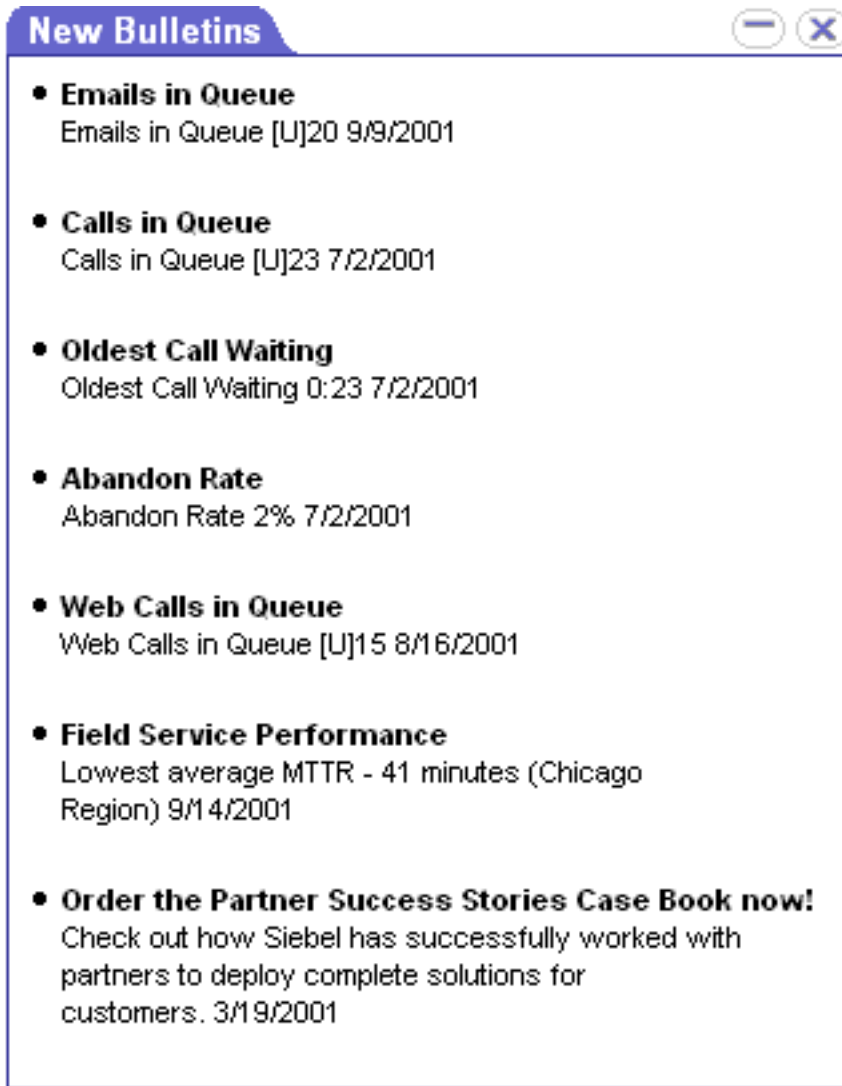 New Bulletins
Emails in Queue
Emails in Queue [U]20 9/9/2001
Calls in Queue
Calls in Queue [U]23 7/2/2001
Oldest Call Waiting
Oldest Call Waiting 0:23 7/2/2001
Abandon Rate
Abandon Rate 2% 7/2/2001
Web Calls in Queue
Web Calls in Queue [U]15 8/16/2001
Field Service Performance
Lowest average MTTR - 41 minutes (Chicago
Region) 9/14/2001
Order the Partner Success Stories Case Book now!
Check out how Siebel has successfully worked with
partners to deploy complete solutions for
customers. 3/19/2001